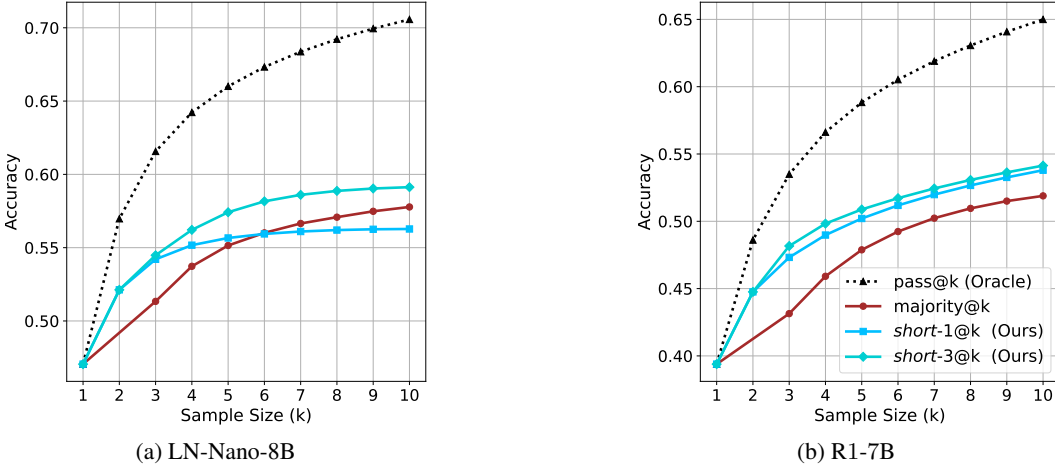 0.70
0.65
0.60
0.55
0.50
Accuracy
1 2 3 4 5 6 7 8 9 10
Sample Size (k)
(a) LN-Nano-8B
0.65
0.60
0.55
0.50
0.45
0.40
Accuracy
pass@k (Oracle)
majority@k
short-1@k (Ours)
short-3@k (Ours)
1 2 3 4 5 6 7 8 9 10
Sample Size (k)
(b) R1-7B